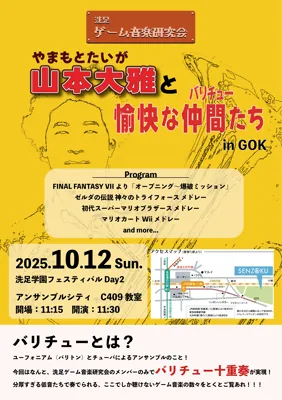 洗足
ゲーム音楽研究会
やまもとたいが
山本大雅と
バリチュー
愉快な仲間たち
in GOK
Program
FINAL FANTASY VII より「オープニング~爆破ミッション」
ゼルダの伝説 神々のトライフォース メドレー
初代スーパーマリオブラザーズ メドレー
マリオカート Wii メドレー
and more...
2025.10.12 Sun.
洗足学園フェスティバル Day2
アンサンブルシティ C409 教室
開場:11:15 開演:11:30
アクセスマップ
SENZ@KU
バリチューとは?
ユーフォニアム(バリトン)とチューバによるアンサンブルのこと!
今回はなんと、洗足ゲーム音楽研究会のメンバーのみでバリチュー十重奏が実現!
分厚すぎる低音たちで奏でられる、ここでしか聴けないゲーム音楽の数々をとくとご覧あれ!!!